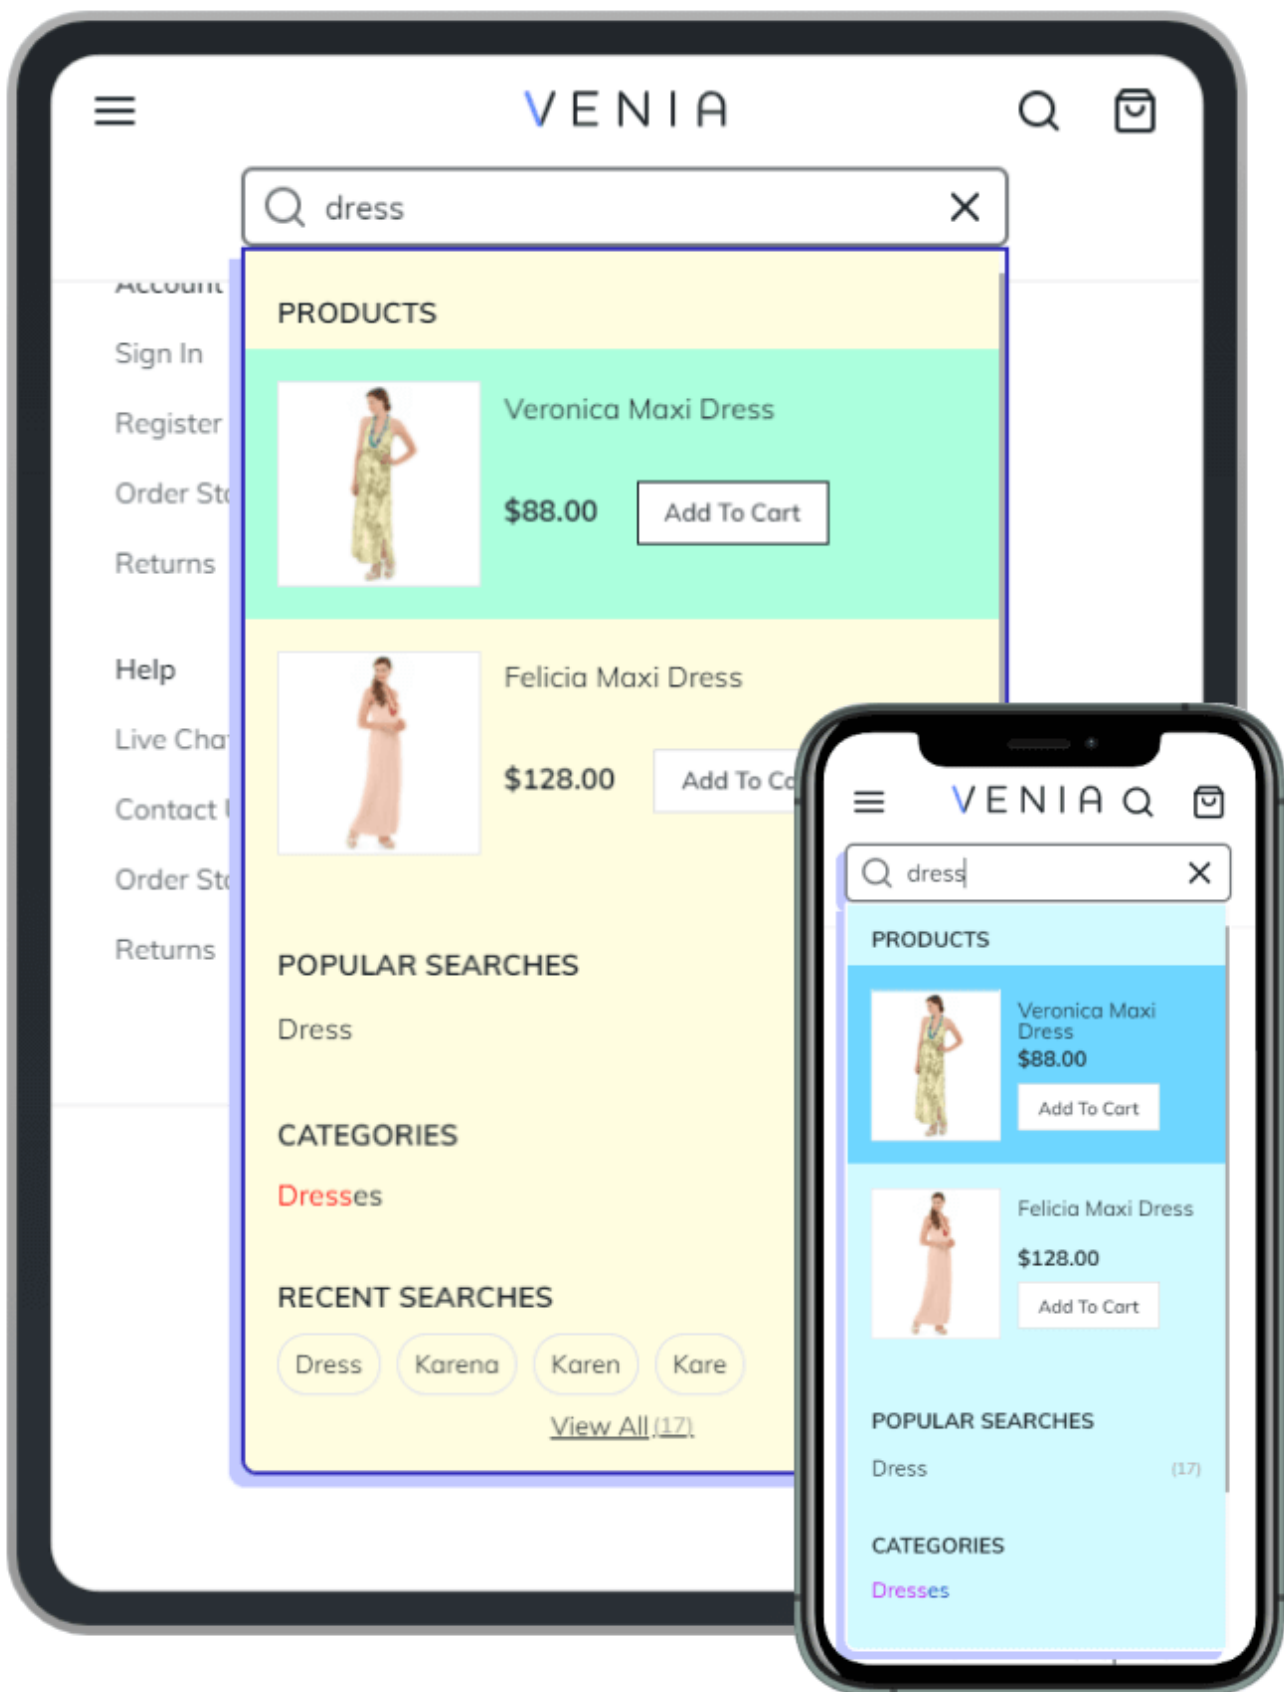 VENIA
dress
Account
Sign In
Register
Order Sta
Returns
Help
Live Cha
Contact
Order Sta
Returns
PRODUCTS
Veronica Maxi Dress
$88.00
Add To Cart
Felicia Maxi Dress
$128.00
Add To Ca
POPULAR SEARCHES
Dress
CATEGORIES
Dresses
RECENT SEARCHES
Dress Karena Karen Kare
View All (17)
VENIA
dress
PRODUCTS
Veronica Maxi
Dress
$88.00
Add To Cart
Felicia Maxi Dress
$128.00
Add To Cart
POPULAR SEARCHES
Dress (17)
CATEGORIES
Dresses